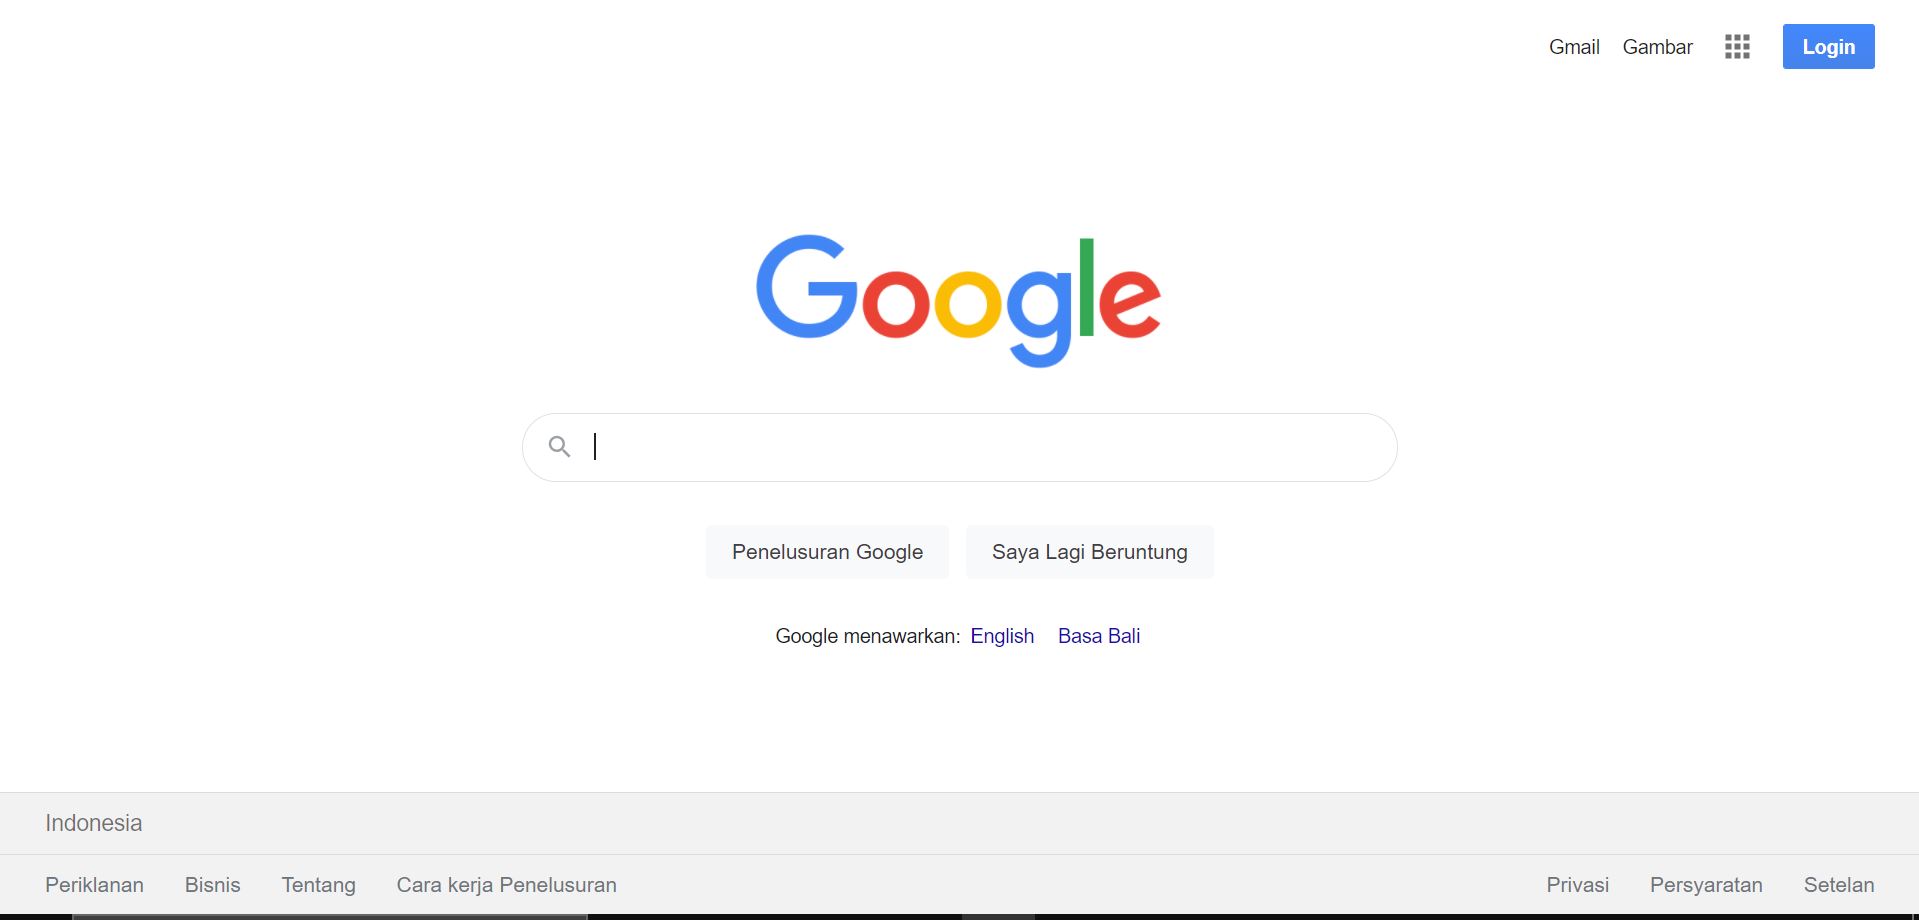 Gmail Gambar Login
Google
Penelusuran Google Saya Lagi Beruntung
Google menawarkan: English Basa Bali
Indonesia
Periklanan Bisnis Tentang Cara kerja Penelusuran Privasi Persyaratan Setelan